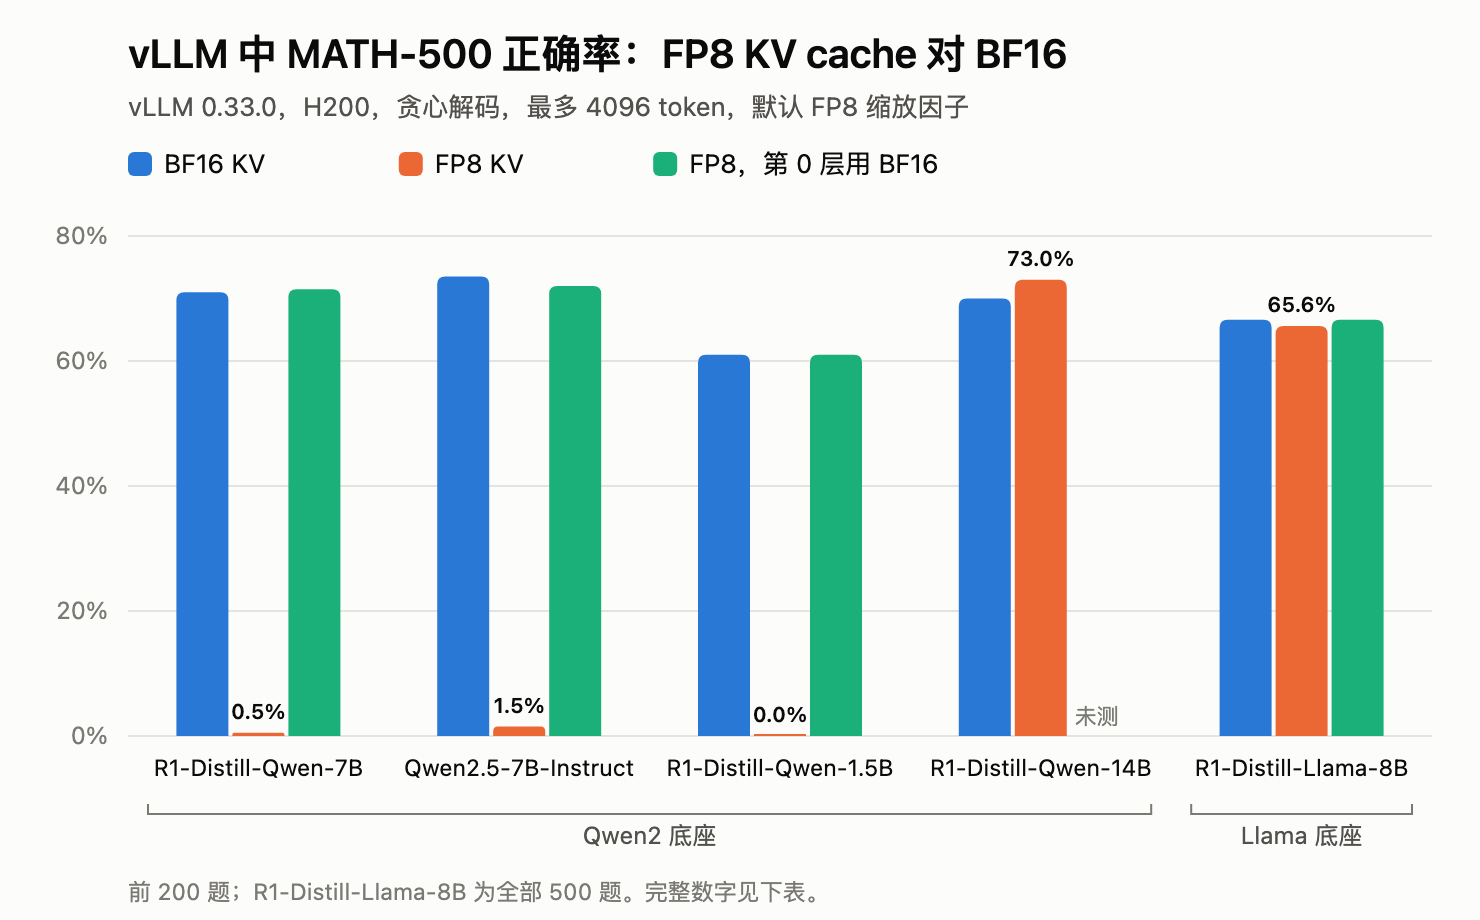 vLLM 中 MATH-500 正确率：FP8 KV cache 对 BF16
vLLM 0.33.0，H200，贪心解码，最多 4096 token，默认 FP8 缩放因子
BF16 KV
FP8 KV
FP8，第 0 层用 BF16
80%
60%
40%
20%
0%
0.5%
1.5%
0.0%
73.0%
未测
65.6%
R1-Distill-Qwen-7B
Qwen2.5-7B-Instruct
R1-Distill-Qwen-1.5B
R1-Distill-Qwen-14B
R1-Distill-Llama-8B
Qwen2 底座
Llama 底座
前 200 题；R1-Distill-Llama-8B 为全部 500 题。完整数字见下表。